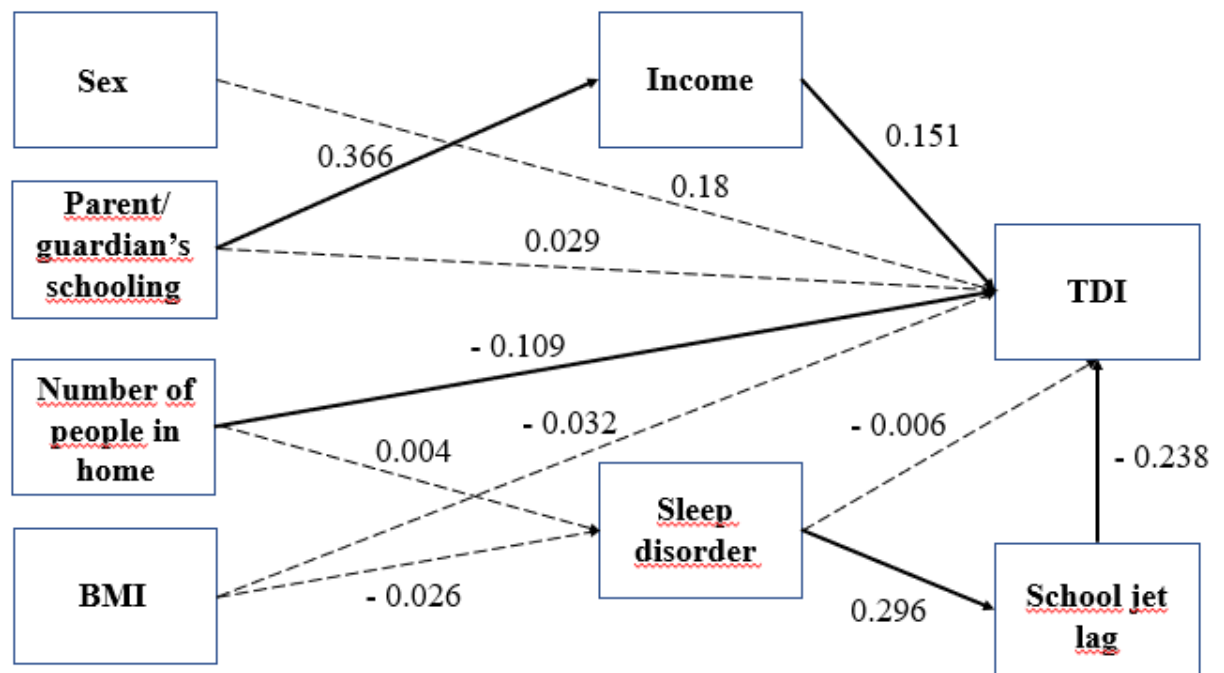 Sex
Income
0.151
0.366
0.18
Parent/
guardian’s
schooling
0.029
TDI
- 0.109
Number of
people in
home
- 0.032
- 0.006
0.004
- 0.238
Sleep
disorder
BMI
- 0.026
0.296
School jet
lag